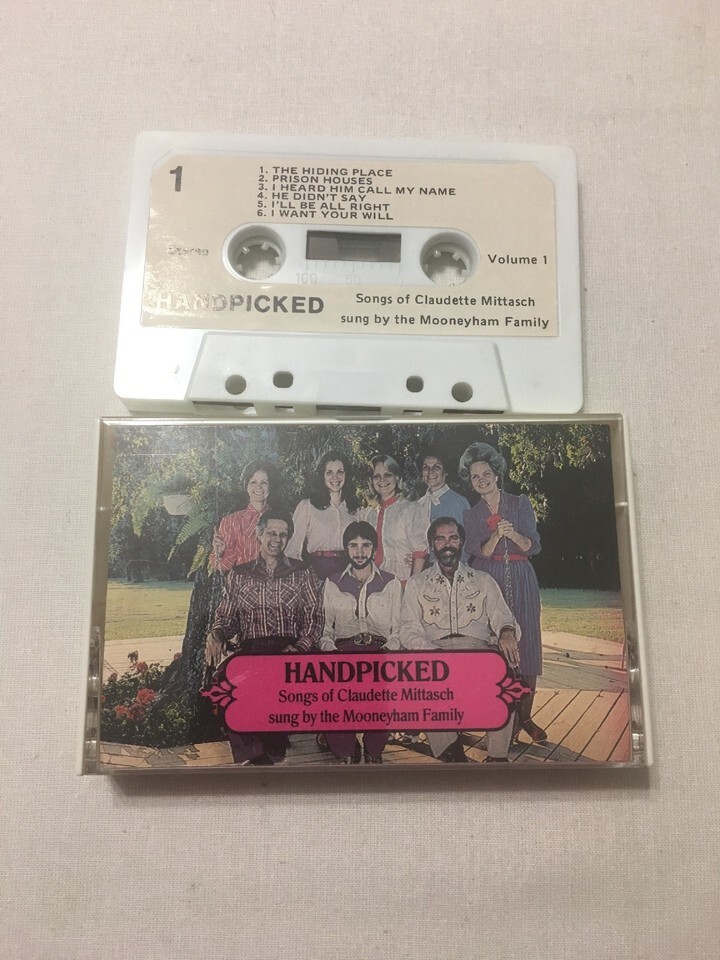 1
1. THE HIDING PLACE
2. PRISON HOUSES
3. I HEARD HIM CALL MY NAME
4. HE DIDN'T SAY
5. I'LL BE ALL RIGHT
6. I WANT YOUR WILL
Stereo
Volume 1
100 50
HANDPICKED
Songs of Claudette Mittasch
sung by the Mooneyham Family
HANDPICKED
Songs of Claudette Mittasch
sung by the Mooneyham Family